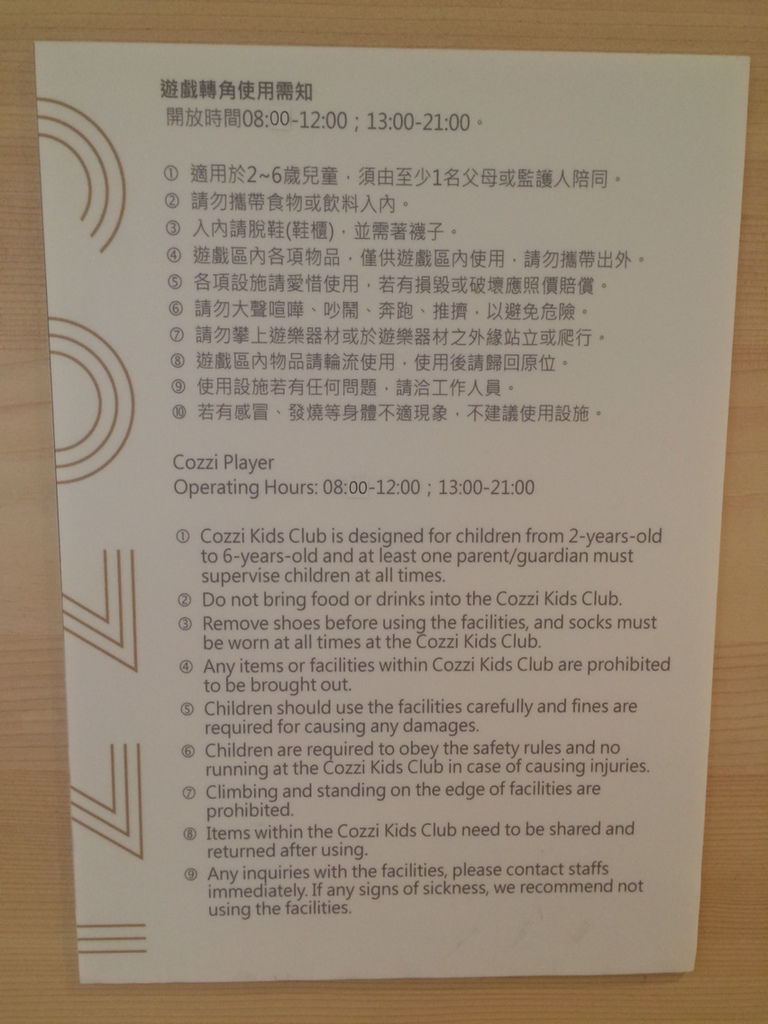 遊戲轉角使用需知
開放時間08:00-12:00；13:00-21:00。
① 適用於2~6歲兒童，須由至少1名父母或監護人陪同。
② 請勿攜帶食物或飲料入內。
③ 入內請脫鞋(鞋櫃)，並需著襪子。
④ 遊戲區內各項物品，僅供遊戲區內使用，請勿攜帶出外。
⑤ 各項設施請愛惜使用，若有損毀或破壞應照價賠償。
⑥ 請勿大聲喧嘩、吵鬧、奔跑、推擠，以避免危險。
⑦ 請勿攀上遊樂器材或於遊樂器材之外緣站立或爬行。
⑧ 遊戲區內物品請輪流使用，使用後請歸回原位。
⑨ 使用設施若有任何問題，請洽工作人員。
⑩ 若有感冒、發燒等身體不適現象，不建議使用設施。
Cozzi Player
Operating Hours: 08:00-12:00；13:00-21:00
① Cozzi Kids Club is designed for children from 2-years-old
to 6-years-old and at least one parent/guardian must
supervise children at all times.
② Do not bring food or drinks into the Cozzi Kids Club.
③ Remove shoes before using the facilities, and socks must
be worn at all times at the Cozzi Kids Club.
④ Any items or facilities within Cozzi Kids Club are prohibited
to be brought out.
⑤ Children should use the facilities carefully and fines are
required for causing any damages.
⑥ Children are required to obey the safety rules and no
running at the Cozzi Kids Club in case of causing injuries.
⑦ Climbing and standing on the edge of facilities are
prohibited.
⑧ Items within the Cozzi Kids Club need to be shared and
returned after using.
⑨ Any inquiries with the facilities, please contact staffs
immediately. If any signs of sickness, we recommend not
using the facilities.